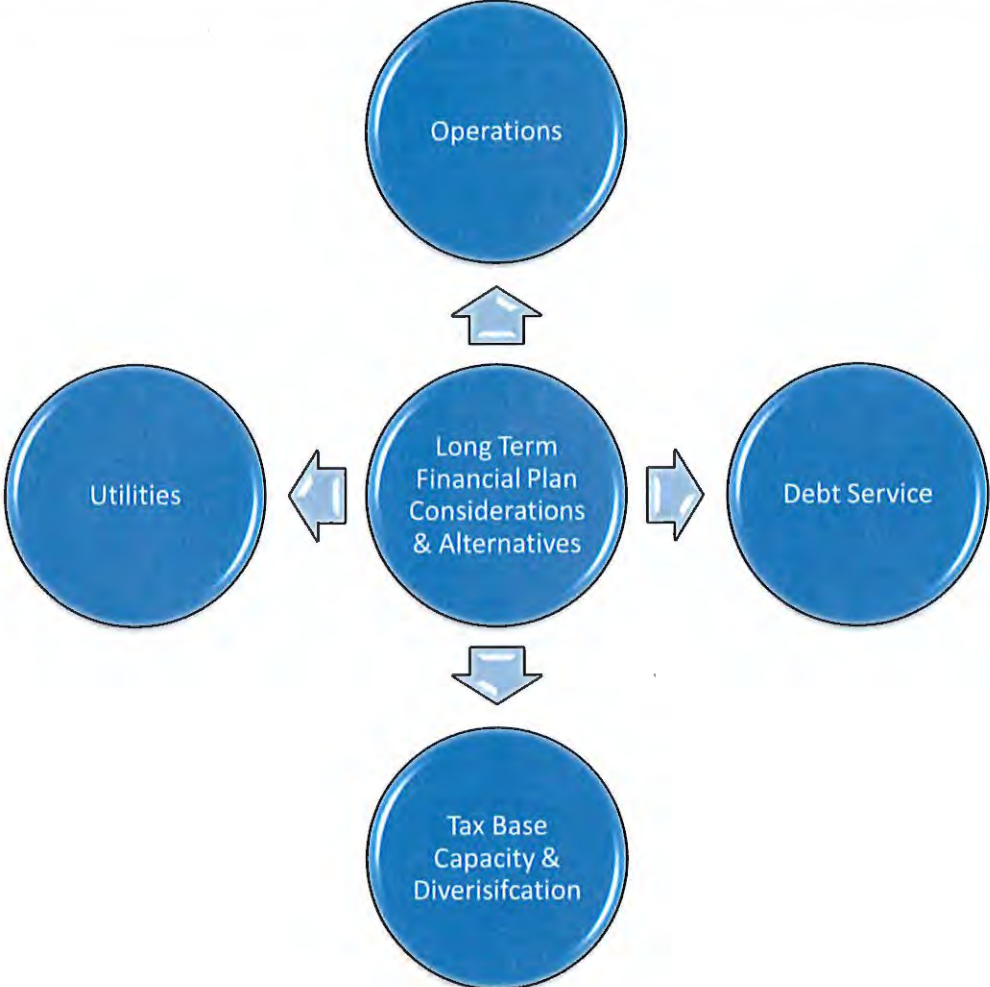 Operations
Utilities
Long Term
Financial Plan
Considerations
& Alternatives
Debt Service
Tax Base
Capacity &
Diverisifcation